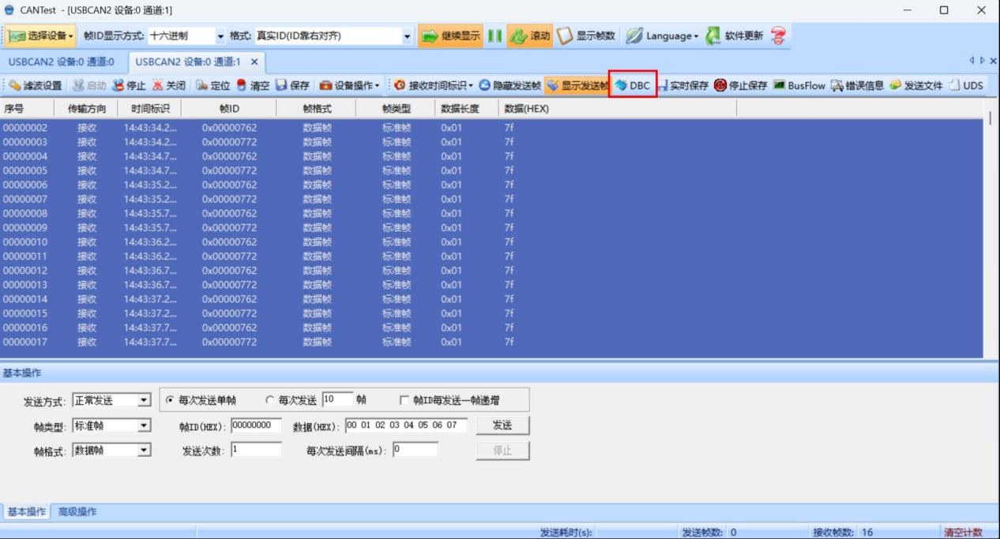 CANTest - [USBCAN2 设备:0 通道:1]
选择设备 帧ID显示方式: 十六进制 格式: 真实ID(ID靠右对齐) 继续显示 滚动 显示帧数 Language 软件更新
USBCAN2 设备:0 通道:0 USBCAN2 设备:0 通道:1
滤波设置 启动 停止 关闭 定位 清空 保存 设备操作 接收时间标识 隐藏发送帧 显示发送帧 DBC 实时保存 停止保存 BusFlow 错误信息 发送文件 UDS
序号 传输方向 时间标识 帧ID 帧格式 帧类型 数据长度 数据(HEX)
00000002 接收 14:43:34.2... 0x00000762 数据帧 标准帧 0x01 7f
00000003 接收 14:43:34.2... 0x00000772 数据帧 标准帧 0x01 7f
00000004 接收 14:43:34.7... 0x00000762 数据帧 标准帧 0x01 7f
00000005 接收 14:43:34.7... 0x00000772 数据帧 标准帧 0x01 7f
00000006 接收 14:43:35.2... 0x00000762 数据帧 标准帧 0x01 7f
00000007 接收 14:43:35.2... 0x00000772 数据帧 标准帧 0x01 7f
00000008 接收 14:43:35.7... 0x00000762 数据帧 标准帧 0x01 7f
00000009 接收 14:43:35.7... 0x00000772 数据帧 标准帧 0x01 7f
00000010 接收 14:43:36.2... 0x00000762 数据帧 标准帧 0x01 7f
00000011 接收 14:43:36.2... 0x00000772 数据帧 标准帧 0x01 7f
00000012 接收 14:43:36.7... 0x00000762 数据帧 标准帧 0x01 7f
00000013 接收 14:43:36.7... 0x00000772 数据帧 标准帧 0x01 7f
00000014 接收 14:43:37.2... 0x00000762 数据帧 标准帧 0x01 7f
00000015 接收 14:43:37.2... 0x00000772 数据帧 标准帧 0x01 7f
00000016 接收 14:43:37.7... 0x00000762 数据帧 标准帧 0x01 7f
00000017 接收 14:43:37.7... 0x00000772 数据帧 标准帧 0x01 7f
基本操作
发送方式: 正常发送 每次发送单帧 每次发送 10 帧 帧ID每发送一帧递增
帧类型: 标准帧 帧ID(HEX): 00000000 数据(HEX): 00 01 02 03 04 05 06 07 发送
帧格式: 数据帧 发送次数: 1 每次发送间隔(ms): 0 停止
基本操作 高级操作
发送耗时(s): 发送帧数: 0 接收帧数: 16 清空计数